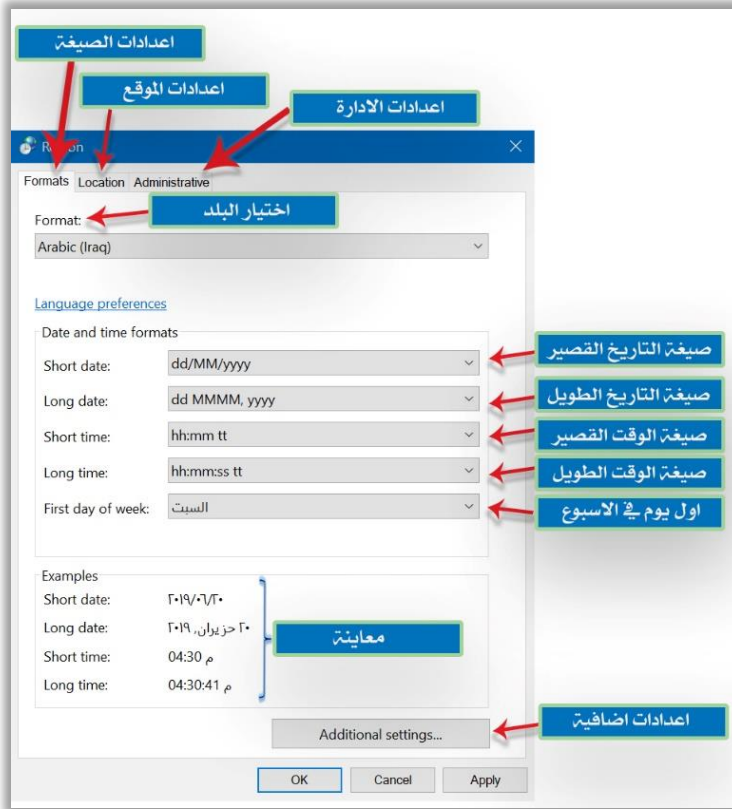 اعدادات الصيغة
اعدادات الموقع
اعدادات الادارة
Formats Location Administrative
اختيار البلد
Format:
Arabic (Iraq)
Language preferences
Date and time formats
Short date: dd/MM/yyyy صيغة التاريخ القصير
Long date: dd MMMM, yyyy صيغة التاريخ الطويل
Short time: hh:mm tt صيغة الوقت القصير
Long time: hh:mm:ss tt صيغة الوقت الطويل
First day of week: السبت اول يوم في الاسبوع
Examples
Short date: ٢٠١٩/٠٦/٢٠
Long date: ٢٠ حزيران, ٢٠١٩
معاينة
Short time: 04:30 م
Long time: 04:30:41 م
Additional settings... اعدادات اضافية
OK Cancel Apply